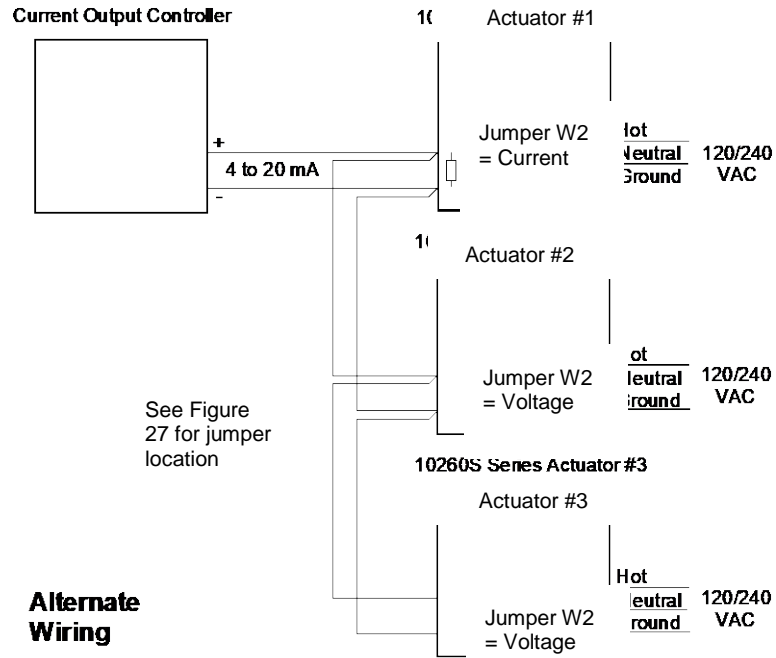 Current Output Controller
Actuator #1
+
4 to 20 mA
-
Jumper W2
= Current
Neutral
Ground
120/240
VAC
Actuator #2
Jumper W2
= Voltage
120/240
VAC
See Figure
27 for jumper
location
10260S Series Actuator #3
Actuator #3
Hot
120/240
VAC
Jumper W2
= Voltage
Alternate
Wiring